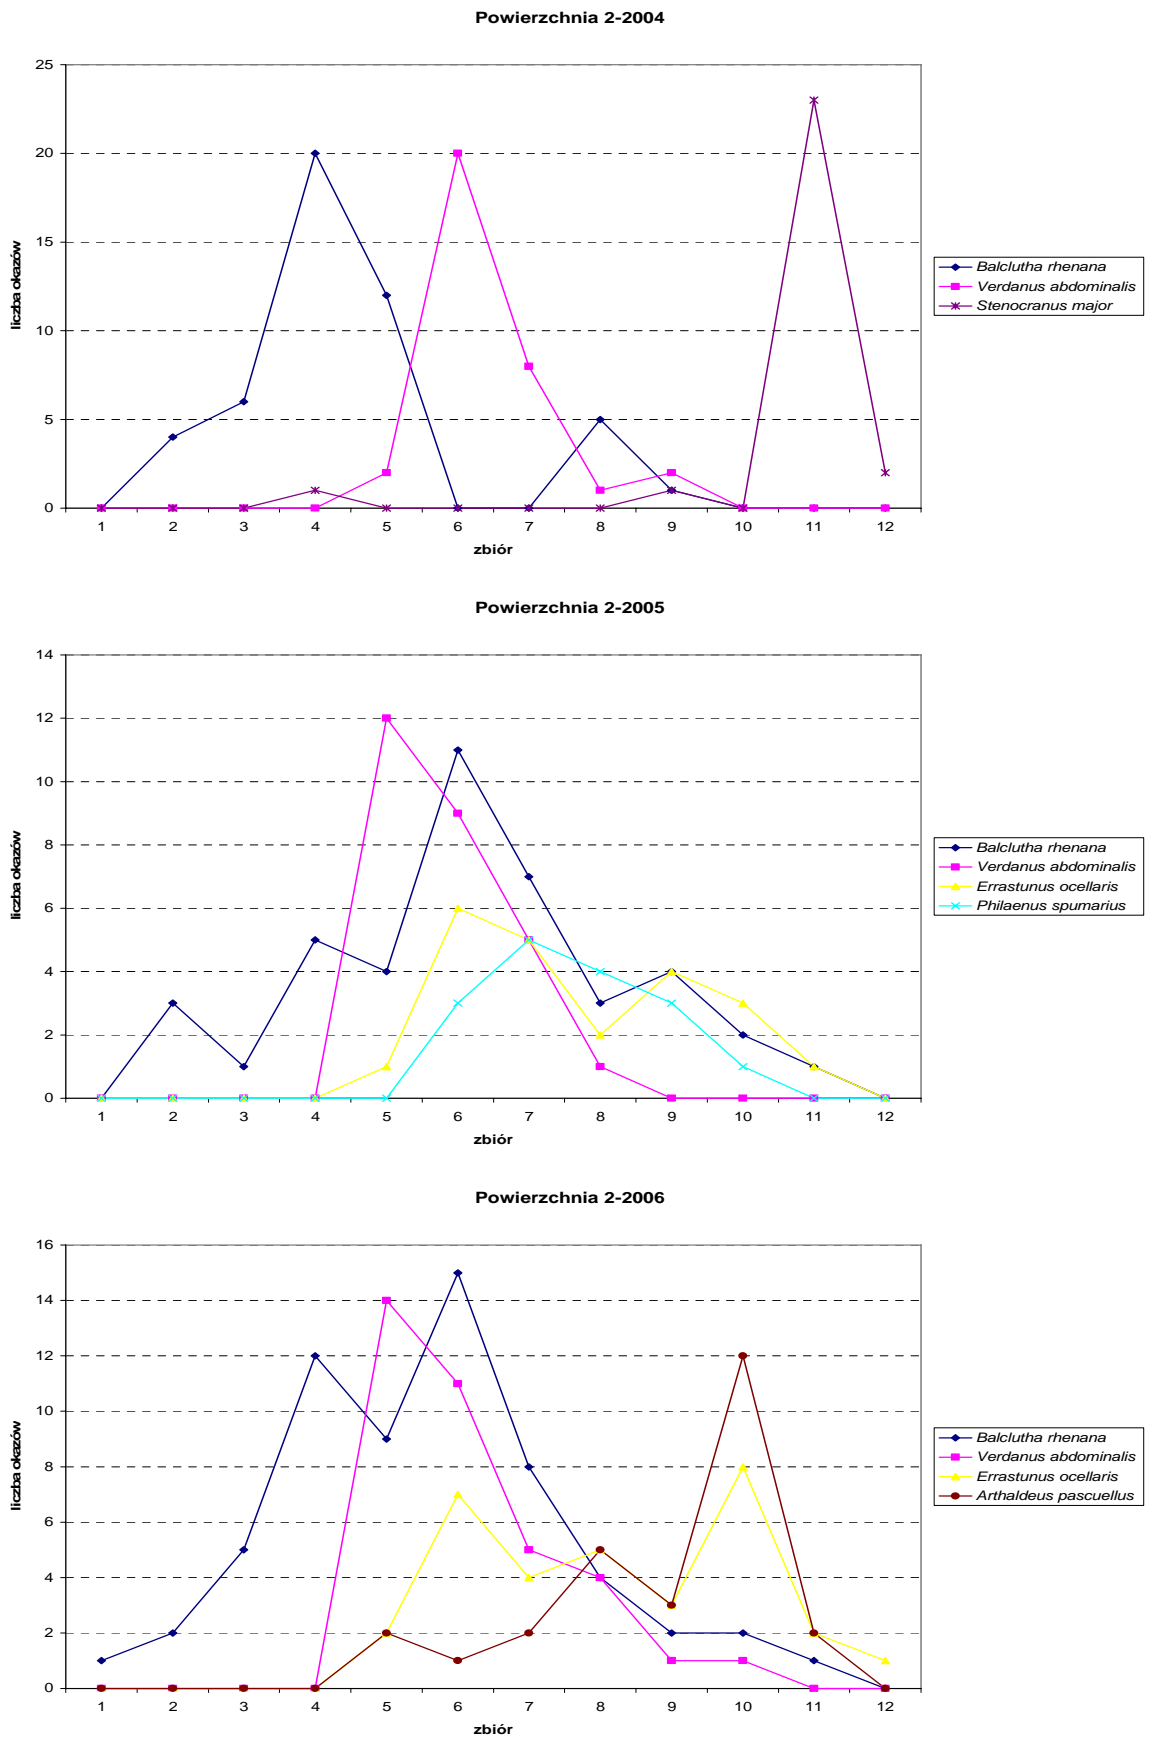 Powierzchnia 2-2004
25
20
15
10
5
0
liczba okazów
1 2 3 4 5 6 7 8 9 10 11 12
zbiór
Balclutha rhenana
Verdanus abdominalis
Stenocranus major
Powierzchnia 2-2005
14
12
10
8
6
4
2
0
liczba okazów
1 2 3 4 5 6 7 8 9 10 11 12
zbiór
Balclutha rhenana
Verdanus abdominalis
Errastunus ocellaris
Philaenus spumarius
Powierzchnia 2-2006
16
14
12
10
8
6
4
2
0
liczba okazów
1 2 3 4 5 6 7 8 9 10 11 12
zbiór
Balclutha rhenana
Verdanus abdominalis
Errastunus ocellaris
Arthaldeus pascuellus